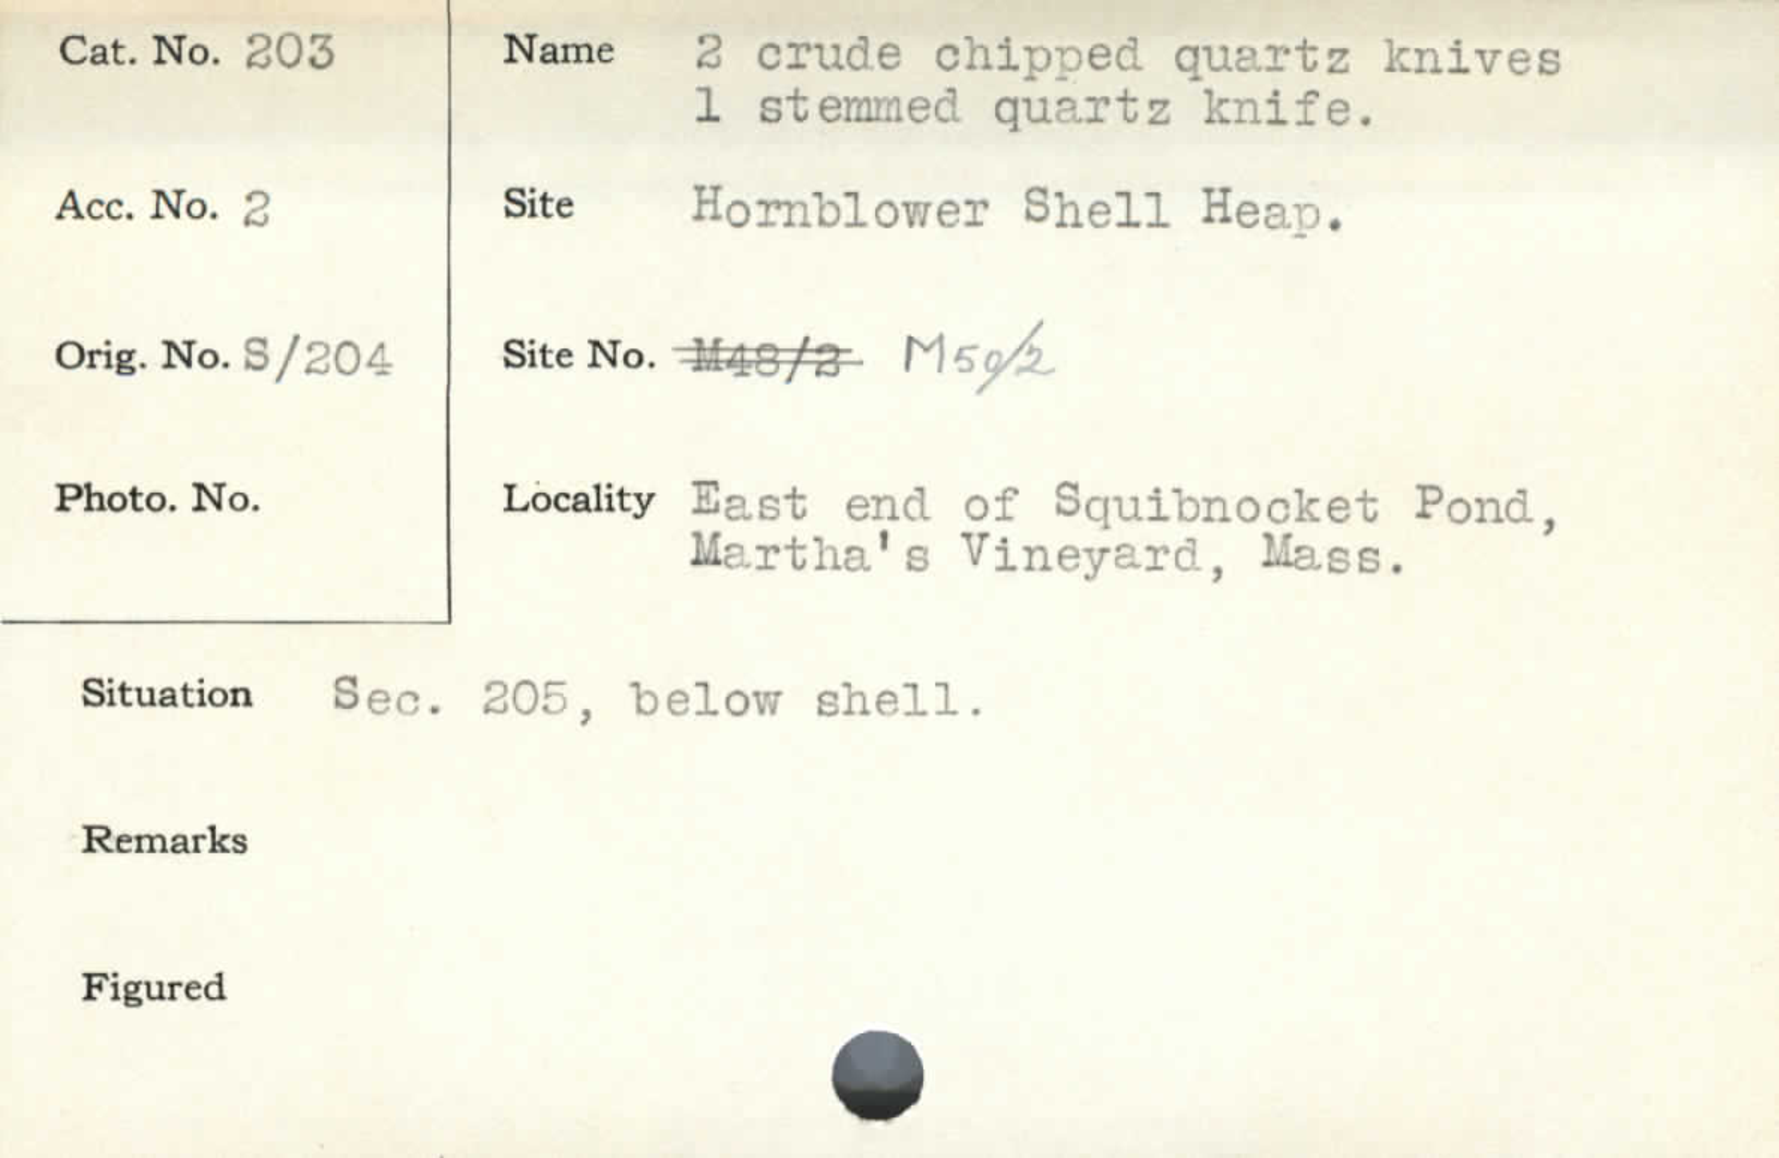 Cat. No. 203
Name 2 crude chipped quartz knives
1 stemmed quartz knife.
Acc. No. 2
Site Hornblower Shell Heap.
Orig. No. S/204
Site No. M48/2 M50/2
Photo. No.
Locality East end of Squibnocket Pond,
Martha's Vineyard, Mass.
Situation Sec. 205, below shell.
Remarks
Figured